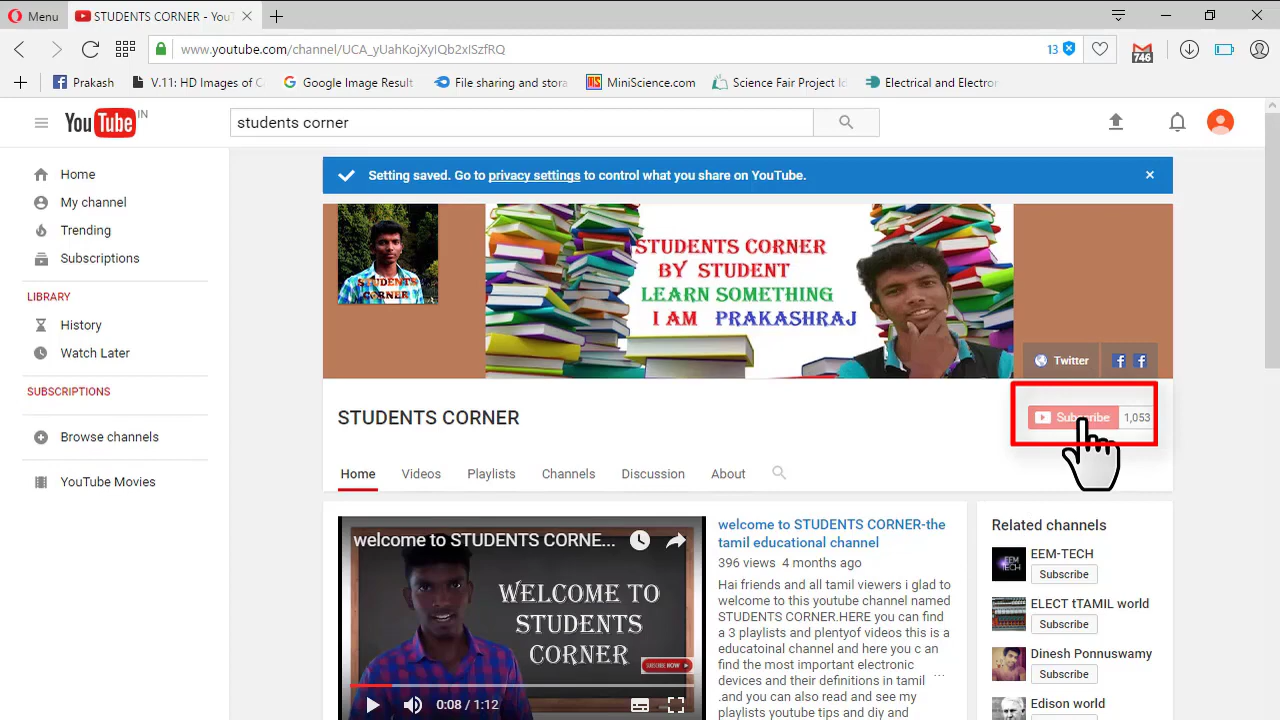 Menu
STUDENTS CORNER - You
www.youtube.com/channel/UCA_yUahKojXyIQb2xISzfRQ
13
746
Prakash
V.11: HD Images of C
Google Image Result
File sharing and stora
MiniScience.com
Science Fair Project Id
Electrical and Electron
You Tube IN
students corner
Home
My channel
Trending
Subscriptions
LIBRARY
History
Watch Later
SUBSCRIPTIONS
Browse channels
YouTube Movies
Setting saved. Go to privacy settings to control what you share on YouTube.
STUDENTS CORNER
STUDENTS CORNER
BY STUDENT
LEARN SOMETHING
I AM PRAKASHRAJ
Twitter
STUDENTS CORNER
Subscribe 1,053
Home Videos Playlists Channels Discussion About
welcome to STUDENTS CORNE...
WELCOME TO
STUDENTS
CORNER
SUBSCRIBE NOW
0:08 / 1:12
welcome to STUDENTS CORNER-the
tamil educational channel
396 views 4 months ago
Hai friends and all tamil viewers i glad to
welcome to this youtube channel named
STUDENTS CORNER.HERE you can find
a playlists and plentyof videos this is a
educatoinal channel and here you c an
find the most important electronic
devices and their definitions in tamil
.and you can also read and see my
playlists youtube tips and diy and
Related channels
EEM-TECH
Subscribe
ELECT tTAMIL world
Subscribe
Dinesh Ponnuswamy
Subscribe
Edison world